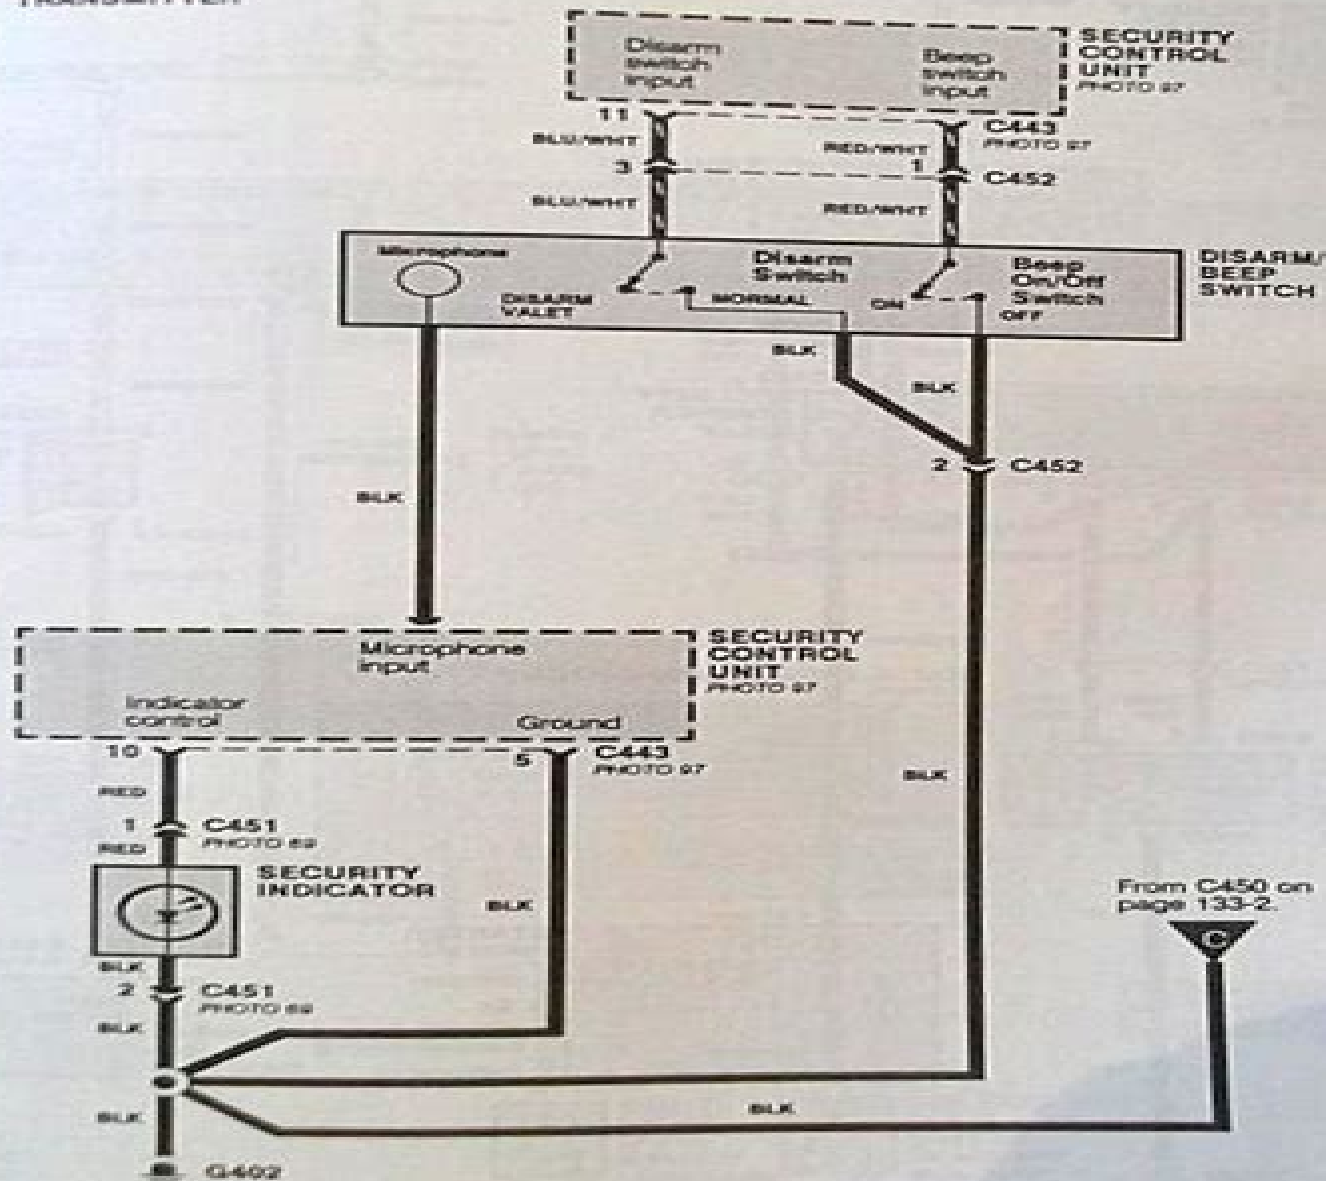 TRANSMITTER
SECURITY
CONTROL
UNIT
PHOTO 97
Disarm
switch
input
Beep
switch
input
11
C443
PHOTO 97
BLU/WHT
RED/WHT
3
1
C452
BLU/WHT
RED/WHT
Microphone
Disarm
Switch
Beep
On/Off
Switch
DISARM/
BEEP
SWITCH
DISARM
VALET
NORMAL
ON
OFF
BLK
BLK
2
C452
BLK
SECURITY
CONTROL
UNIT
PHOTO 97
Microphone
input
Indicator
control
Ground
10
5
C443
PHOTO 97
RED
BLK
1
C451
PHOTO 69
RED
SECURITY
INDICATOR
BLK
From C450 on
page 133-2.
C
BLK
2
C451
PHOTO 69
BLK
BLK
BLK
G402